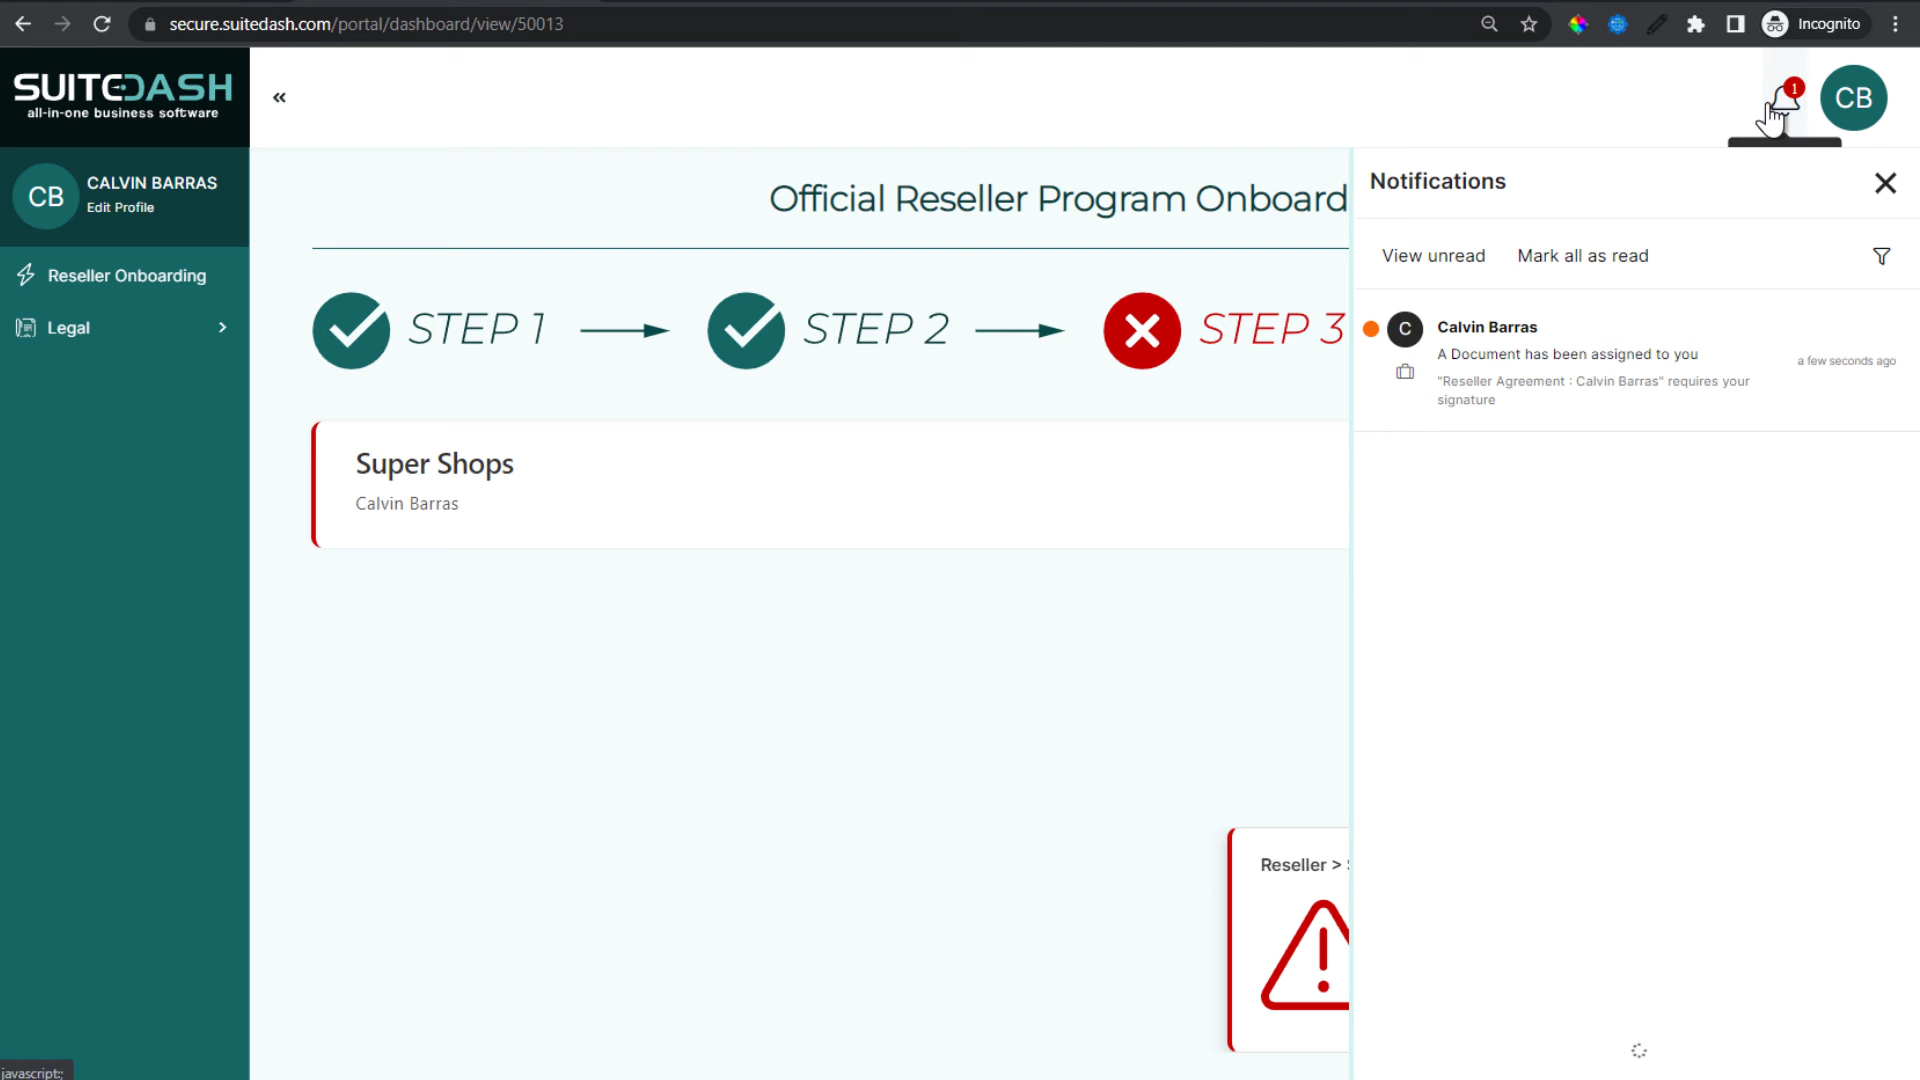 secure.suitedash.com/portal/dashboard/view/50013
Incognito
SUITEDASH
all-in-one business software
«
1
CB
CB
CALVIN BARRAS
Edit Profile
Reseller Onboarding
Legal
Official Reseller Program Onboard
STEP 1
STEP 2
STEP 3
Super Shops
Calvin Barras
Reseller >
Notifications
View unread
Mark all as read
C
Calvin Barras
A Document has been assigned to you
a few seconds ago
"Reseller Agreement : Calvin Barras" requires your
signature
javascript:;